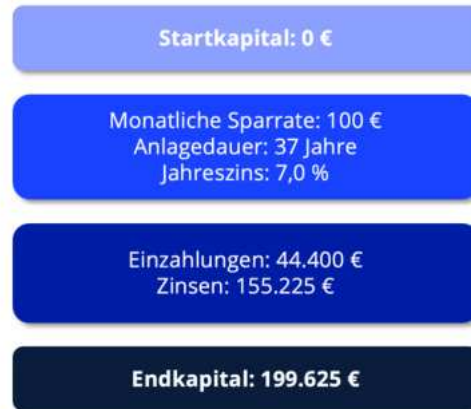 Startkapital: 0 €
Monatliche Sparrate: 100 €
Anlagedauer: 37 Jahre
Jahreszins: 7,0 %
Einzahlungen: 44.400 €
Zinsen: 155.225 €
Endkapital: 199.625 €